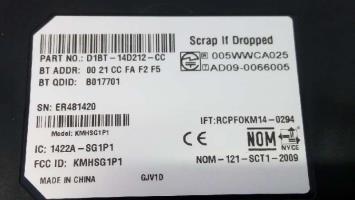 Scrap If Dropped
PART NO.: D1BT-14D212-CC
005WWCA025
BT ADDR: 00 21 CC FA F2 F5
AD09-0066005
BT QDID: B017701
SN: ER481420
Model: KMHSG1P1
IFT:RCPFOKM14-0294
CE
NOM
NYCE
IC: 1422A-SG1P1
FCC ID: KMHSG1P1
NOM-121-SCT1-2009
MADE IN CHINA
GJV1D